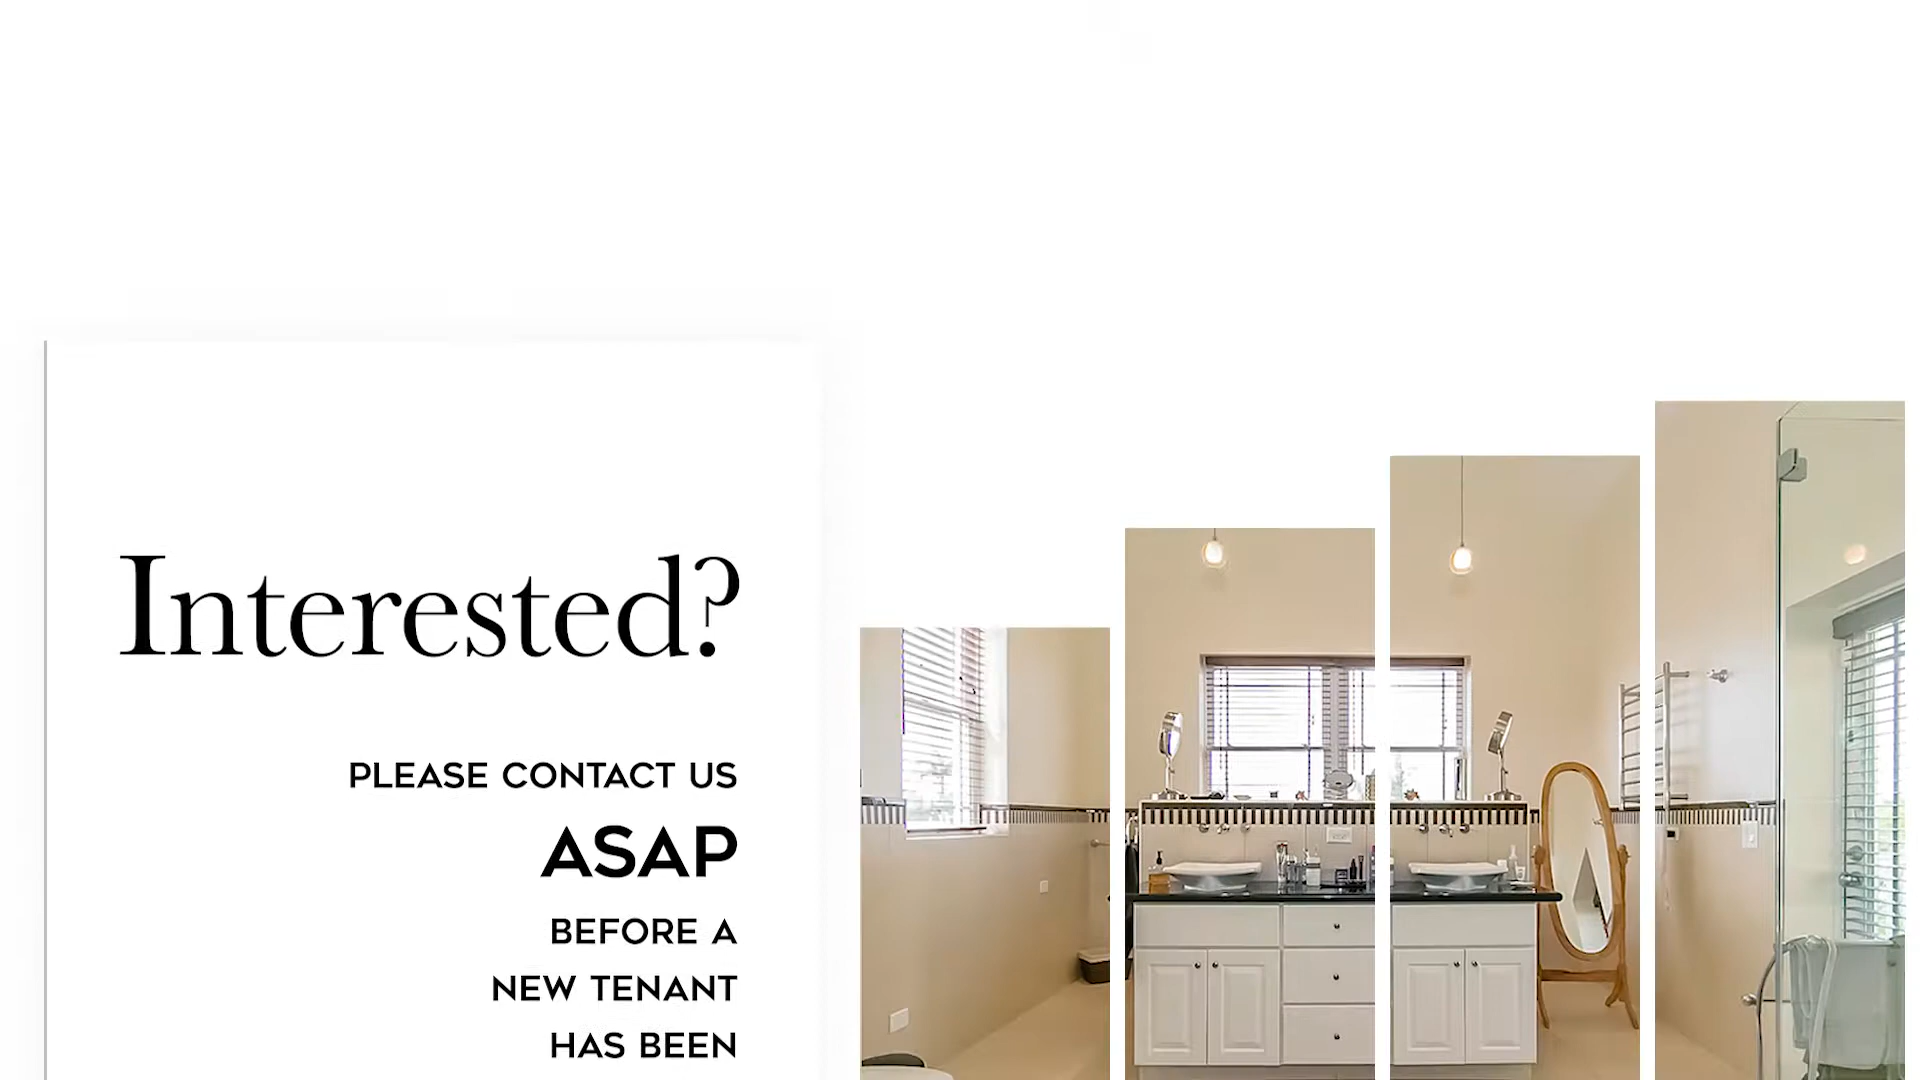 Interested?
PLEASE CONTACT US
ASAP
BEFORE A
NEW TENANT
HAS BEEN